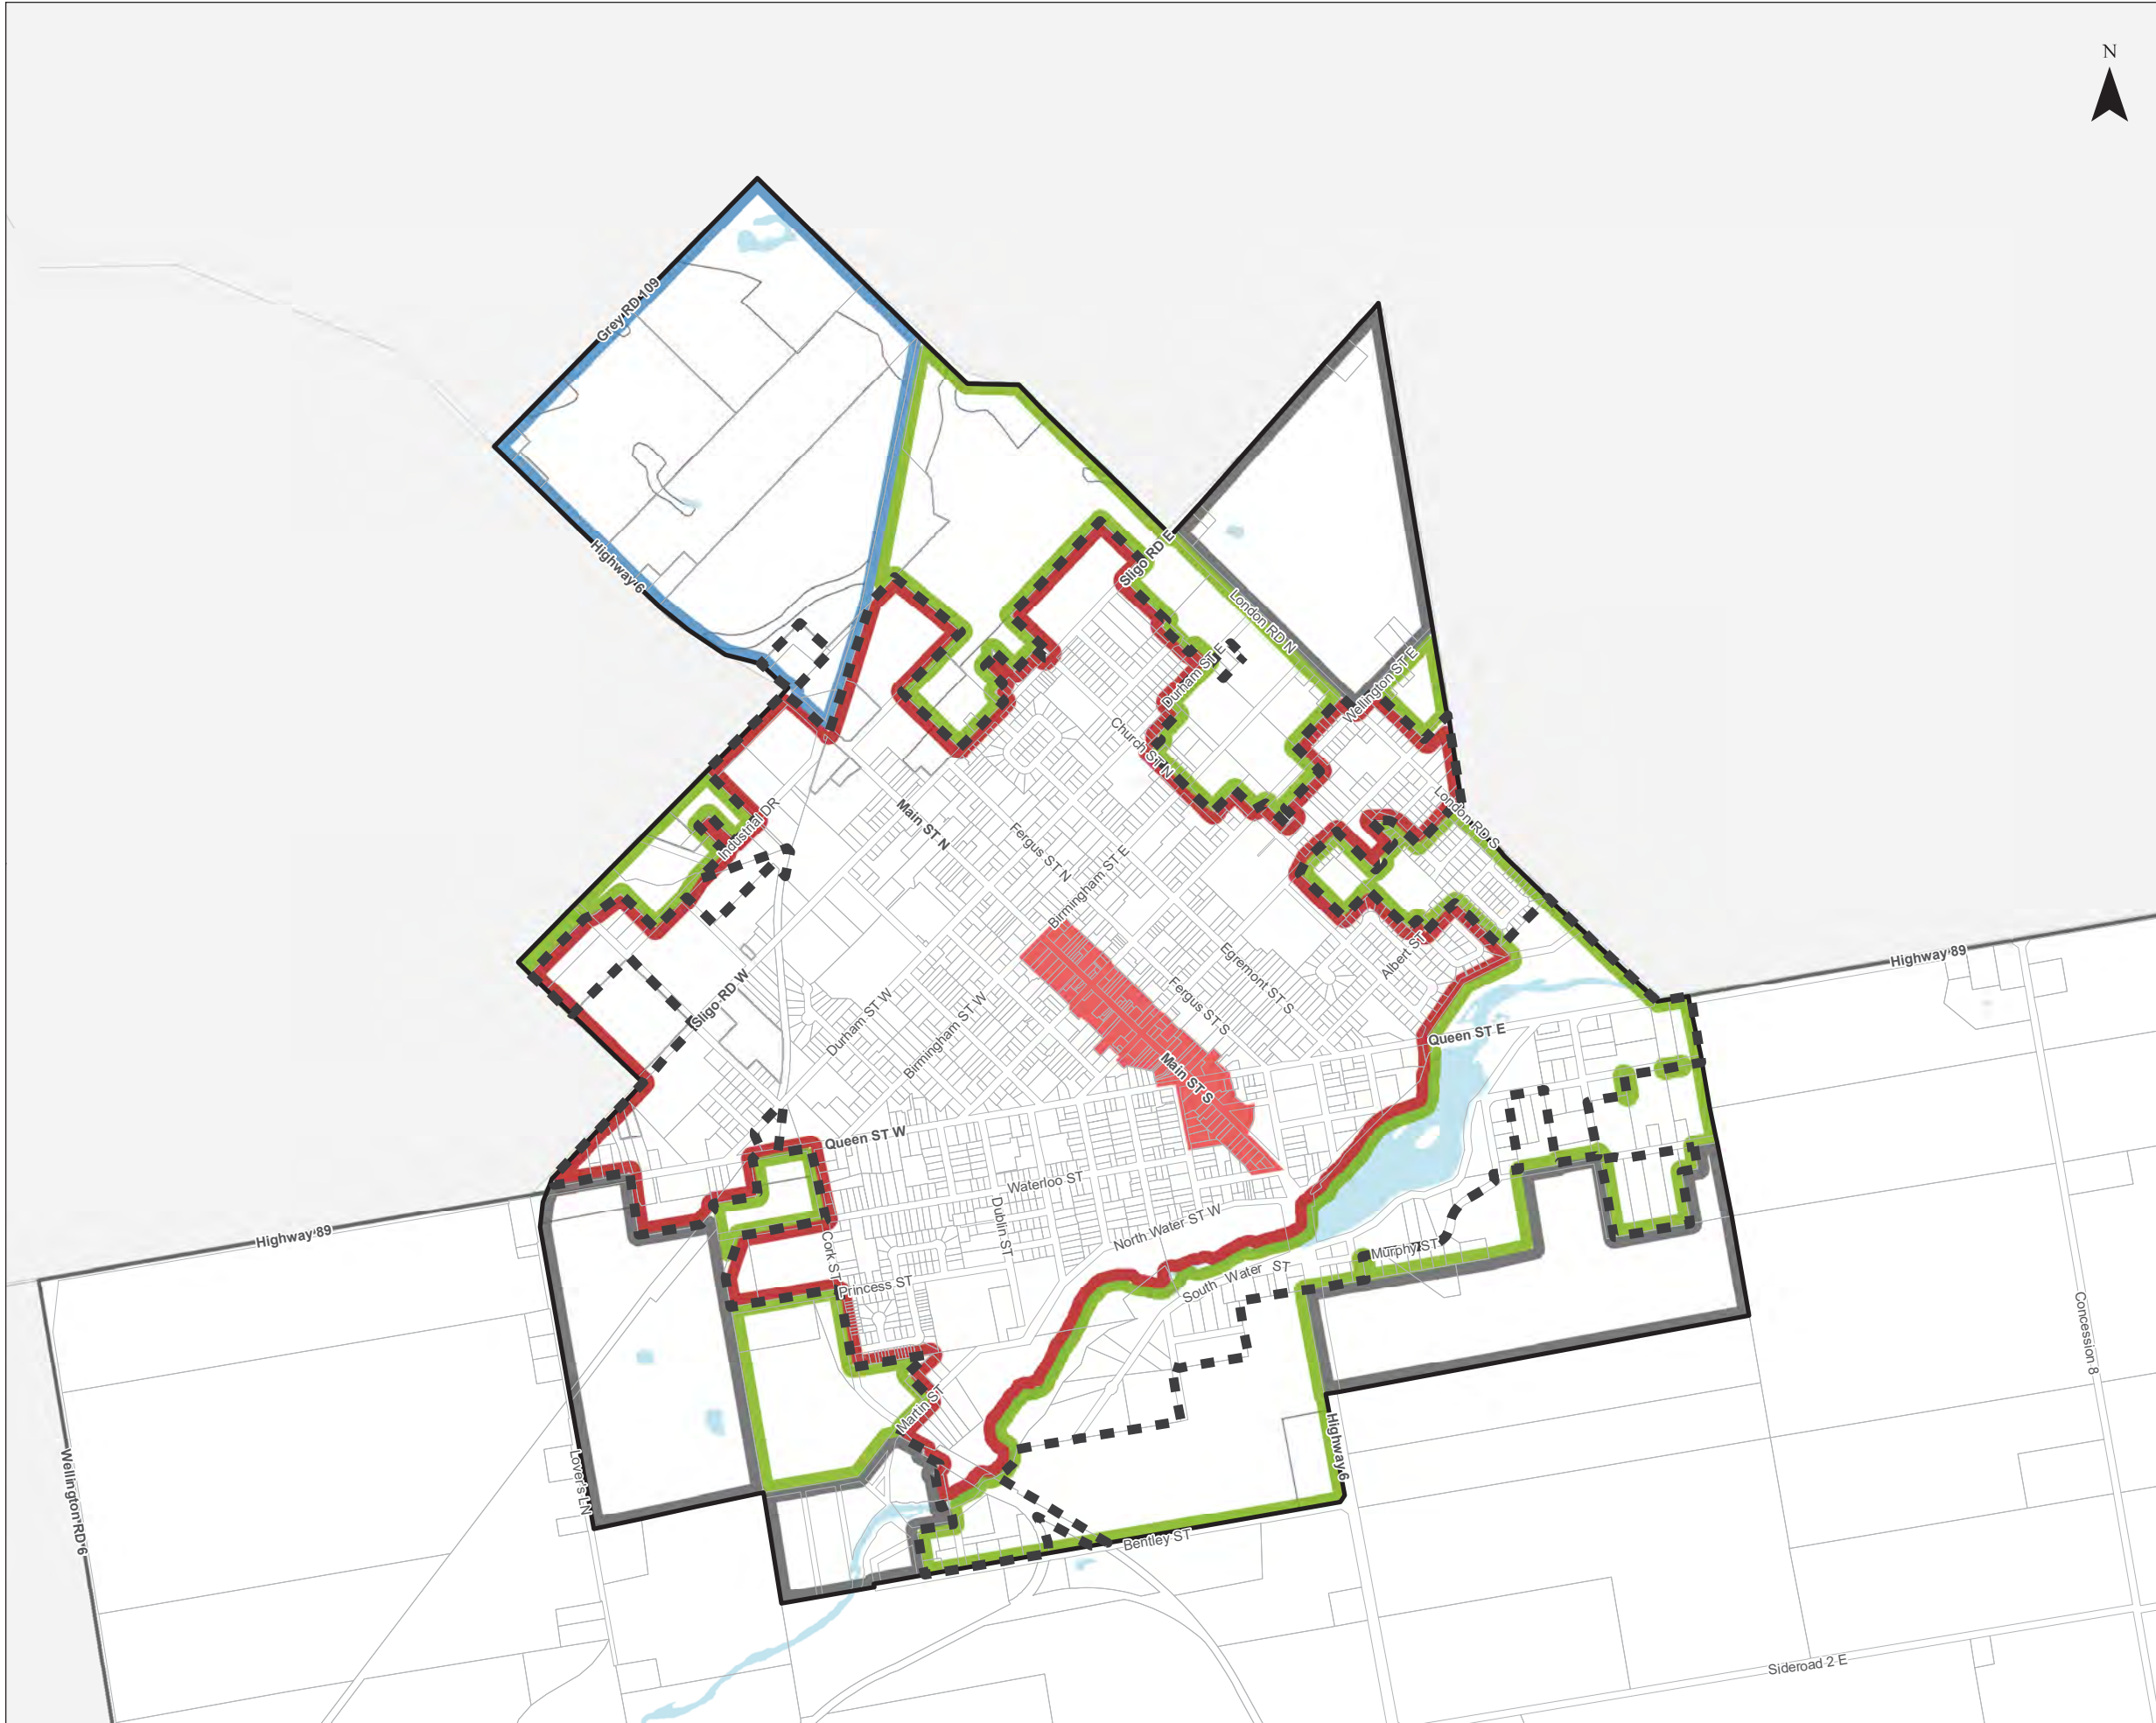 N
Grey RD 109
Highway 6
Sligo RD E
London RD N
Durham ST E
Wellington ST E
Church ST N
Industrial DR
Main ST N
Fergus ST N
Birmingham ST E
London RD S
Highway 89
Albert ST
Egremont ST S
Fergus ST S
Sligo RD W
Durham ST W
Birmingham ST W
Queen ST E
Main ST S
Queen ST W
Waterloo ST
Dublin ST
North Water ST W
Highway 89
Cork ST
Murphy ST
South Water ST
Princess ST
Concession 8
Martin ST
Highway 6
Lover's LN
Wellington RD 6
Bentley ST
Sideroad 2 E